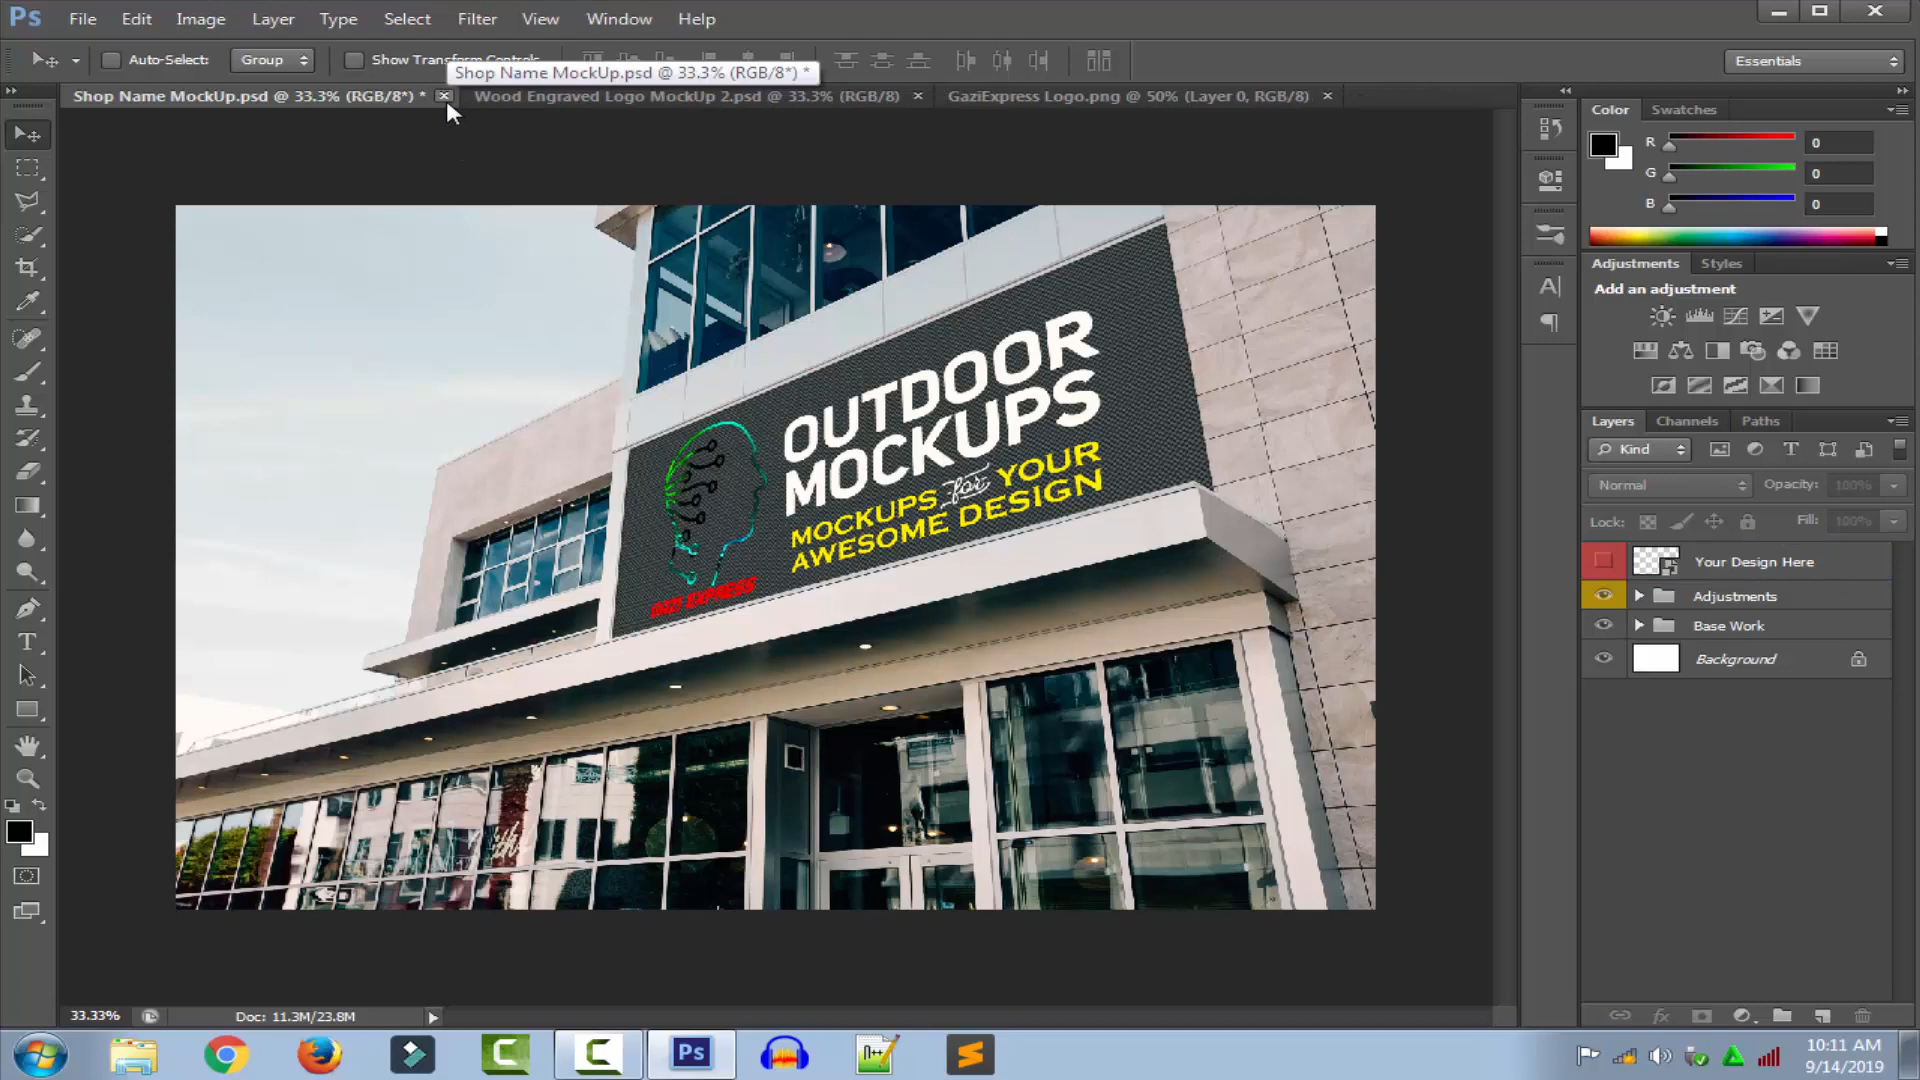 Ps File Edit Image Layer Type Select Filter View Window Help
Auto-Select: Group Show Transform Controls
Shop Name MockUp.psd @ 33.3% (RGB/8*) *
Shop Name MockUp.psd @ 33.3% (RGB/8*) * Wood Engraved Logo MockUp 2.psd @ 33.3% (RGB/8) GaziExpress Logo.png @ 50% (Layer 0, RGB/8)
Essentials
Color Swatches
R 0
G 0
B 0
Adjustments Styles
Add an adjustment
Layers Channels Paths
Kind
Normal Opacity: 100%
Lock: Fill: 100%
Your Design Here
Adjustments
Base Work
Background
OUTDOOR
MOCKUPS
MOCKUPS for YOUR
AWESOME DESIGN
GAZI EXPRESS
33.33% Doc: 11.3M/23.8M
Ps
10:11 AM
9/14/2019